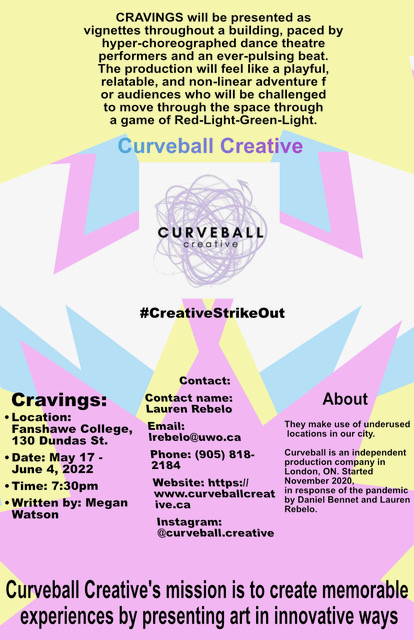 CRAVINGS will be presented as
vignettes throughout a building, paced by
hyper-choreographed dance theatre
performers and an ever-pulsing beat.
The production will feel like a playful,
relatable, and non-linear adventure f
or audiences who will be challenged
to move through the space through
a game of Red-Light-Green-Light.
Curveball Creative
CURVEBALL
creative
#CreativeStrikeOut
Cravings:
• Location:
Fanshawe College,
130 Dundas St.
• Date: May 17 -
June 4, 2022
• Time: 7:30pm
• Written by: Megan
Watson
Contact:
Contact name:
Lauren Rebelo
Email:
lrebelo@uwo.ca
Phone: (905) 818-
2184
Website: https://
www.curveballcreat
ive.ca
Instagram:
@curveball.creative
About
They make use of underused
locations in our city.
Curveball is an independent
production company in
London, ON. Started
November 2020,
in response of the pandemic
by Daniel Bennet and Lauren
Rebelo.
Curveball Creative's mission is to create memorable
experiences by presenting art in innovative ways